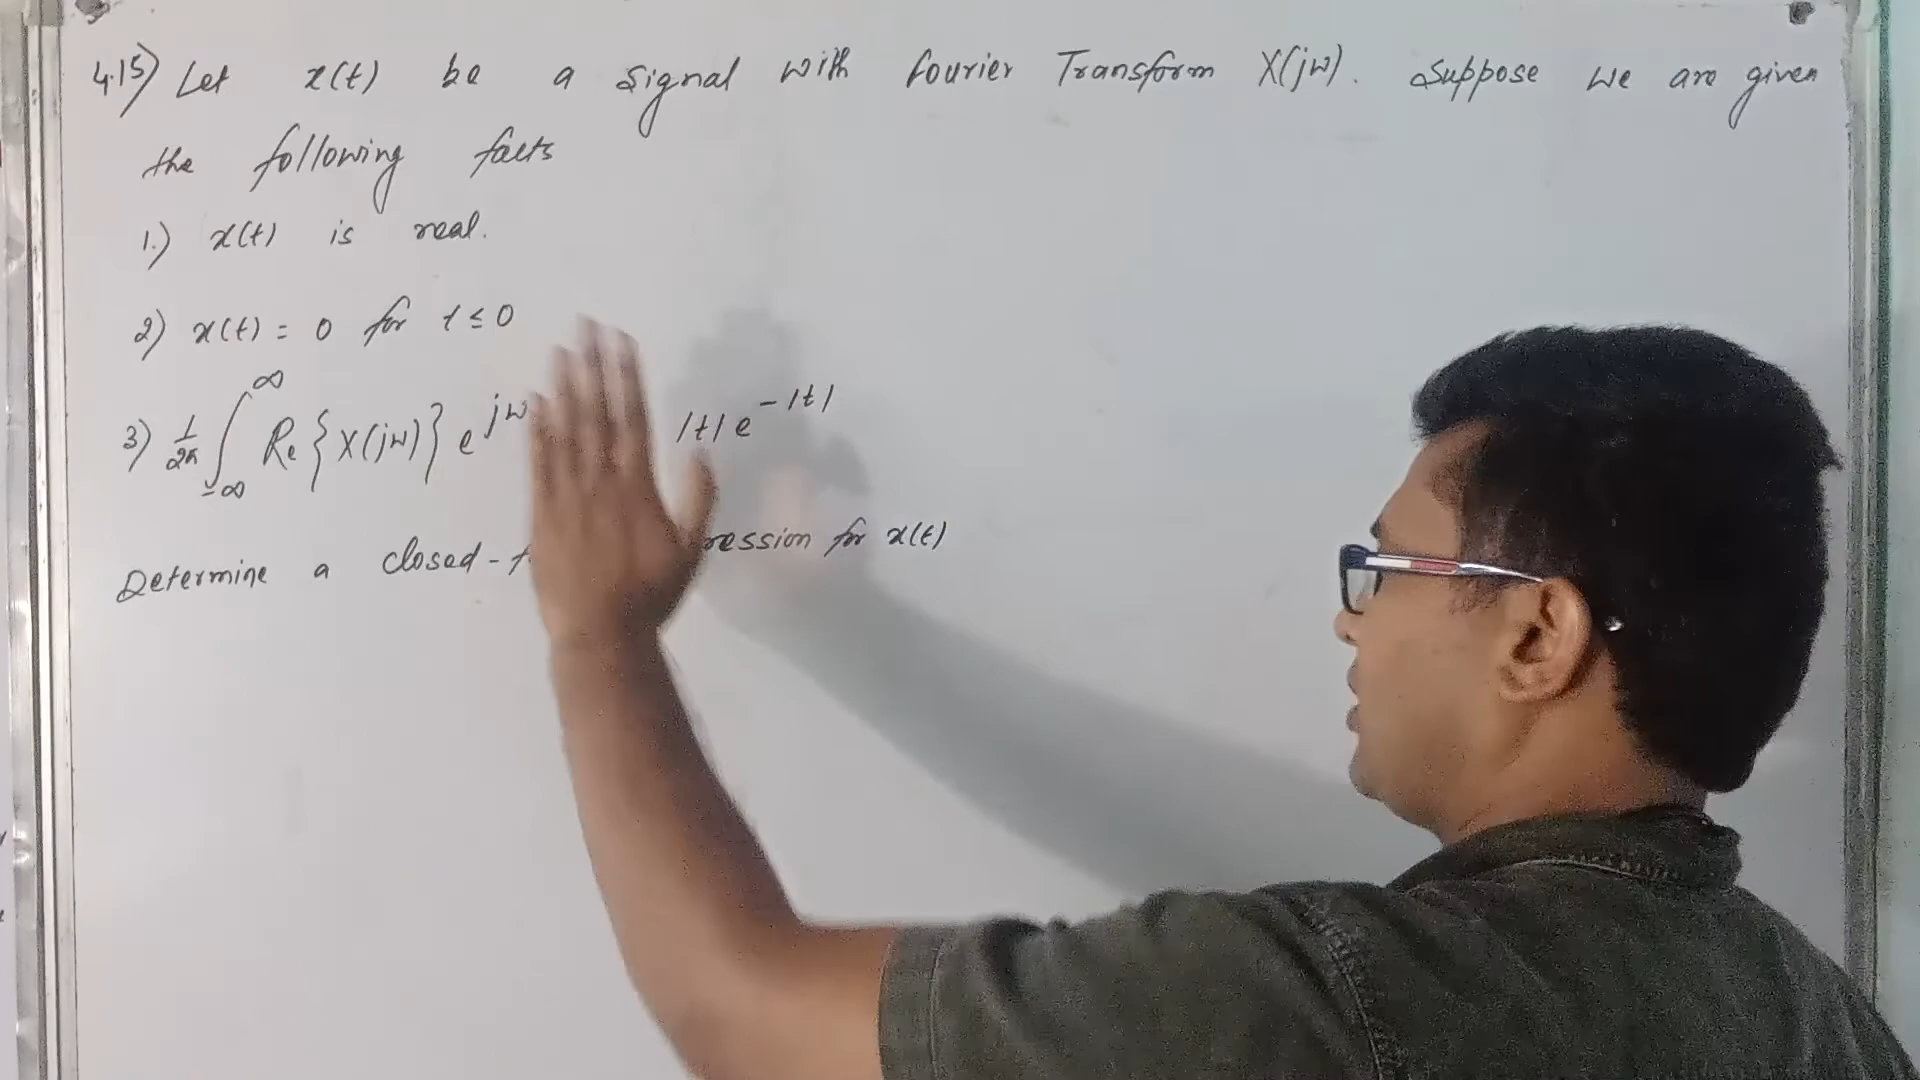 4.15) Let x(t) be a signal with Fourier Transform X(jω). Suppose we are given
the following facts
1.) x(t) is real.
2) x(t) = 0 for t ≤ 0
3) 1/2π ∫_{-∞}^{∞} Re{X(jω)} e^{jω |t| e^{-|t|}
Determine a closed- ression for x(t)